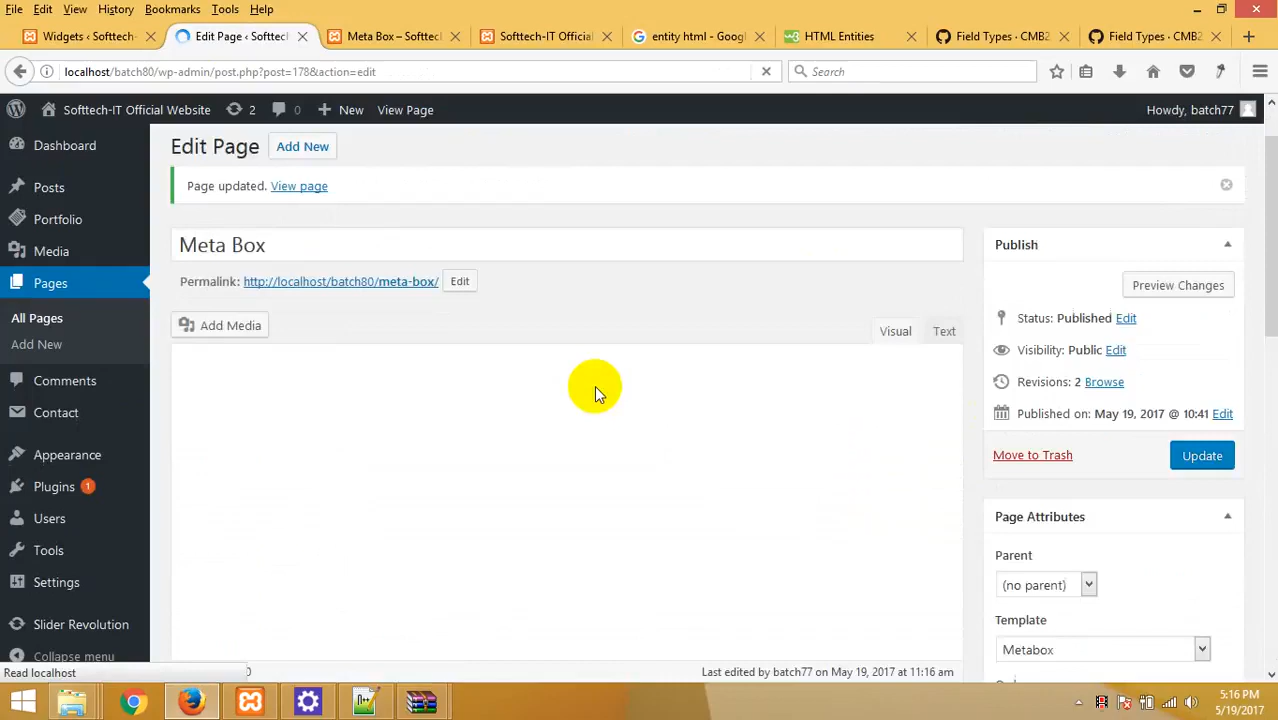 File Edit View History Bookmarks Tools Help
Widgets ‹ Softtech- Edit Page ‹ Softtec Meta Box – Softtec Softtech-IT Official entity html - Googl HTML Entities Field Types · CMB2 Field Types · CMB2
localhost/batch80/wp-admin/post.php?post=178&action=edit Search
Softtech-IT Official Website 2 0 New View Page Howdy, batch77
Dashboard
Posts
Portfolio
Media
Pages
All Pages
Add New
Comments
Contact
Appearance
Plugins 1
Users
Tools
Settings
Slider Revolution
Collapse menu
Edit Page Add New
Page updated. View page
Meta Box
Permalink: http://localhost/batch80/meta-box/ Edit
Add Media Visual Text
Last edited by batch77 on May 19, 2017 at 11:16 am
Publish
Preview Changes
Status: Published Edit
Visibility: Public Edit
Revisions: 2 Browse
Published on: May 19, 2017 @ 10:41 Edit
Move to Trash Update
Page Attributes
Parent
(no parent)
Template
Metabox
Read localhost 0
5:16 PM
5/19/2017